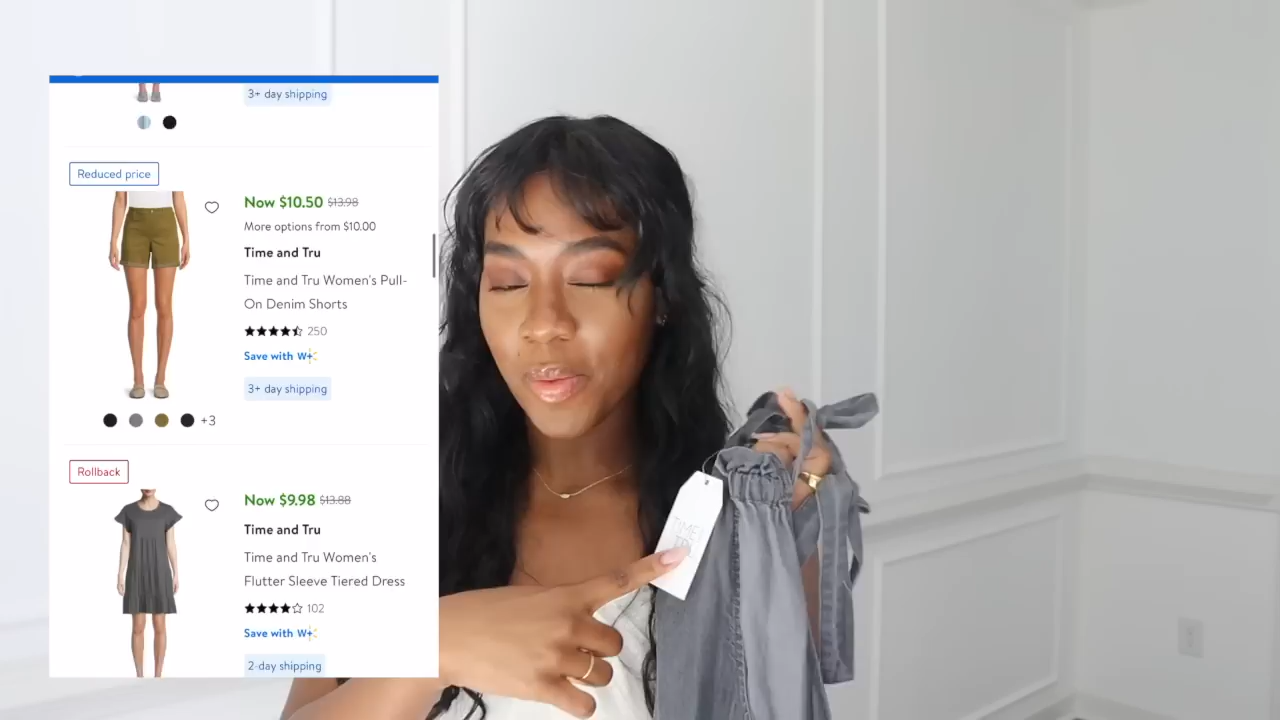 3+ day shipping
Reduced price
Now $10.50 $13.98
More options from $10.00
Time and Tru
Time and Tru Women's Pull-
On Denim Shorts
250
Save with W+
3+ day shipping
+3
Rollback
Now $9.98 $13.88
Time and Tru
Time and Tru Women's
Flutter Sleeve Tiered Dress
102
Save with W+
2-day shipping
TIME